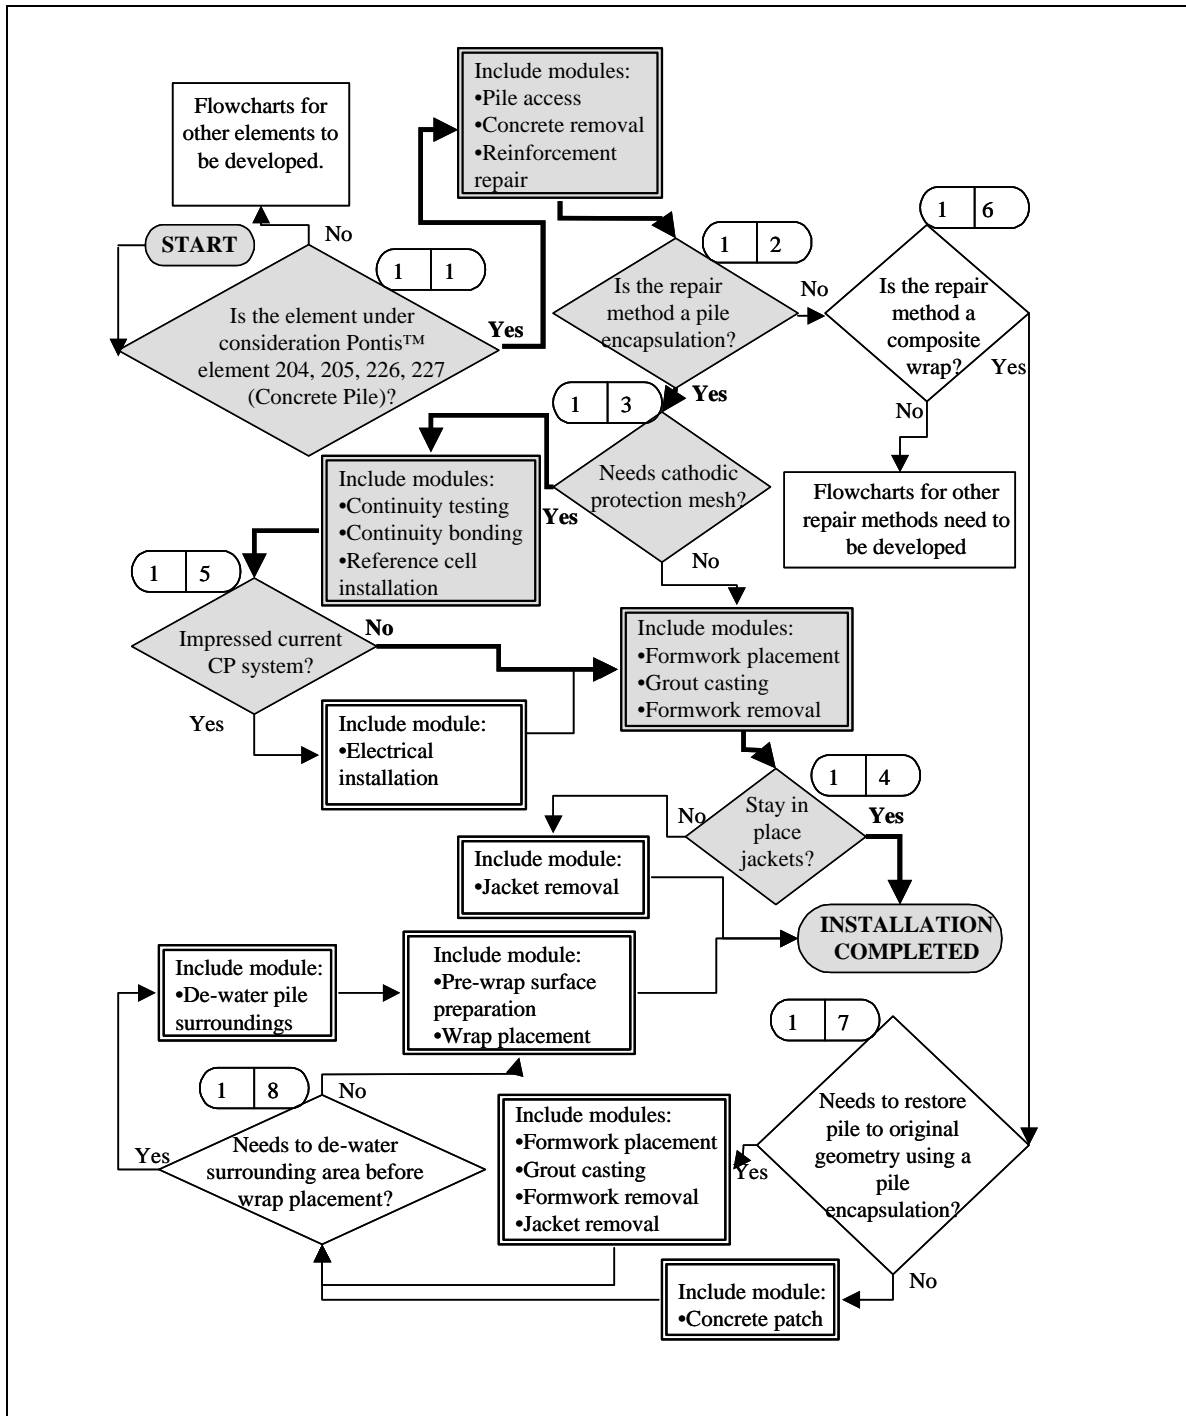 Include modules:
•Pile access
•Concrete removal
•Reinforcement
repair
Flowcharts for
other elements to
be developed.
START
No
1 1
Is the element under
consideration Pontis™
element 204, 205, 226, 227
(Concrete Pile)?
Yes
1 2
Is the repair
method a pile
encapsulation?
No
Yes
1 6
Is the repair
method a
composite
wrap?
Yes
No
Flowcharts for other
repair methods need to
be developed
1 3
Needs cathodic
protection mesh?
Yes
No
Include modules:
•Continuity testing
•Continuity bonding
•Reference cell
installation
1 5
Impressed current
CP system?
No
Yes
Include module:
•Electrical
installation
Include modules:
•Formwork placement
•Grout casting
•Formwork removal
1 4
Stay in
place
jackets?
No
Yes
Include module:
•Jacket removal
INSTALLATION
COMPLETED
Include module:
•De-water pile
surroundings
Include module:
•Pre-wrap surface
preparation
•Wrap placement
1 7
Needs to restore
pile to original
geometry using a
pile
encapsulation?
Yes
No
1 8
No
Needs to de-water
surrounding area before
wrap placement?
Yes
Include modules:
•Formwork placement
•Grout casting
•Formwork removal
•Jacket removal
Include module:
•Concrete patch